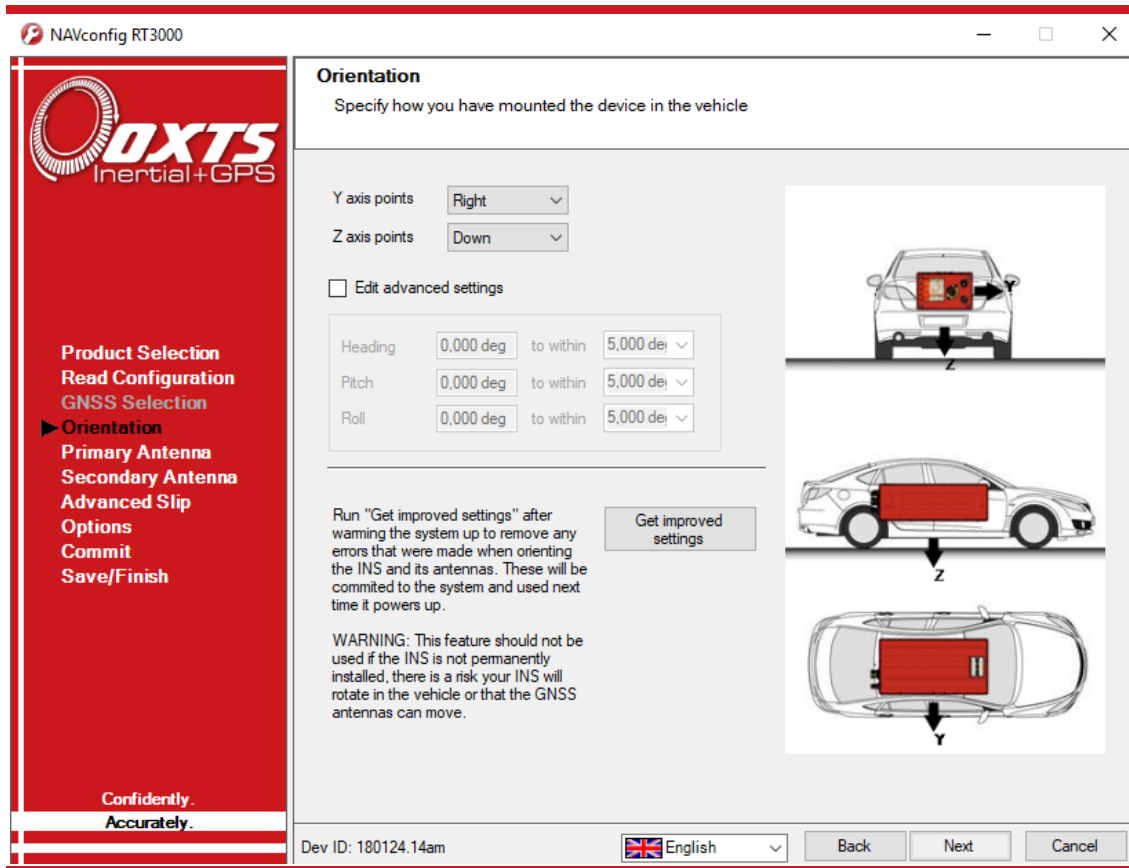 NAVconfig RT3000
OXTS
Inertial+GPS
Product Selection
Read Configuration
GNSS Selection
Orientation
Primary Antenna
Secondary Antenna
Advanced Slip
Options
Commit
Save/Finish
Confidently.
Accurately.
Orientation
Specify how you have mounted the device in the vehicle
Y axis points Right
Z axis points Down
Edit advanced settings
Heading 0,000 deg to within 5,000 de
Pitch 0,000 deg to within 5,000 de
Roll 0,000 deg to within 5,000 de
Run "Get improved settings" after
warming the system up to remove any
errors that were made when orienting
the INS and its antennas. These will be
commited to the system and used next
time it powers up.
Get improved
settings
WARNING: This feature should not be
used if the INS is not permanently
installed, there is a risk your INS will
rotate in the vehicle or that the GNSS
antennas can move.
Y
Z
Z
Y
Dev ID: 180124.14am
English
Back
Next
Cancel